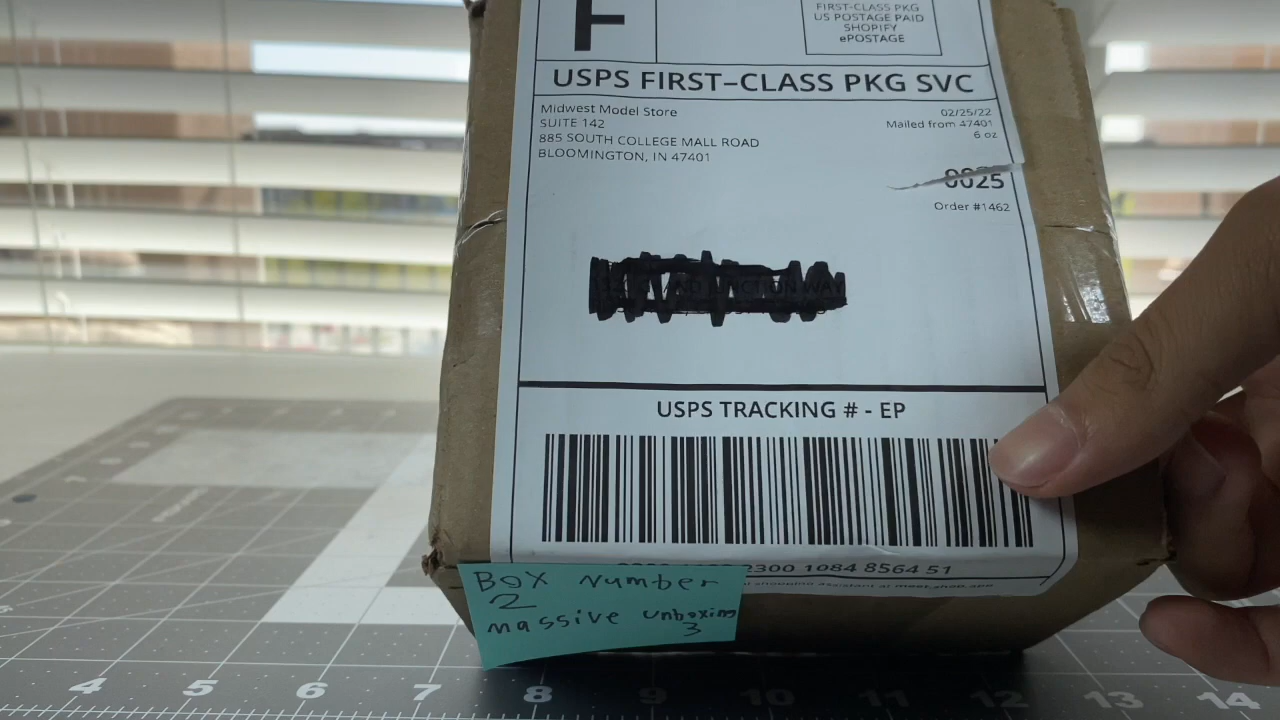 F
FIRST-CLASS PKG
US POSTAGE PAID
SHOPIFY
ePOSTAGE
USPS FIRST-CLASS PKG SVC
Midwest Model Store
SUITE 142
885 SOUTH COLLEGE MALL ROAD
BLOOMINGTON, IN 47401
02/25/22
Mailed from 47401
6 oz
0025
Order #1462
USPS TRACKING # - EP
2300 1084 8564 51
shopping assistant at
BOX Number
2
massive unboxing
3
4 5 6 7 8 9 10 11 12 13 14